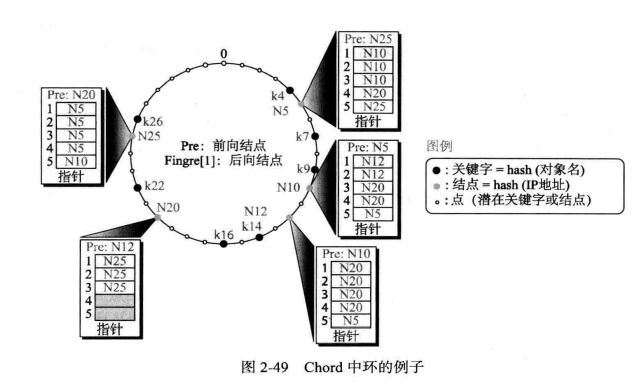 0
Pre: N25
1 N10
2 N10
3 N10
4 N20
5 N25
指针
k4
N5
Pre: N20
1 N5
2 N5
3 N5
4 N5
5 N10
指针
k26
N25
k7
Pre: 前向结点
Fingre[1]: 后向结点
k9
N10
Pre: N5
1 N12
2 N12
3 N20
4 N20
5 N5
指针
图例
: 关键字 = hash (对象名)
: 结点 = hash (IP地址)
: 点（潜在关键字或结点）
k22
N20
N12
k14
k16
Pre: N12
1 N25
2 N25
3 N25
4
5
指针
Pre: N10
1 N20
2 N20
3 N20
4 N20
5 N5
指针
图 2-49 Chord 中环的例子